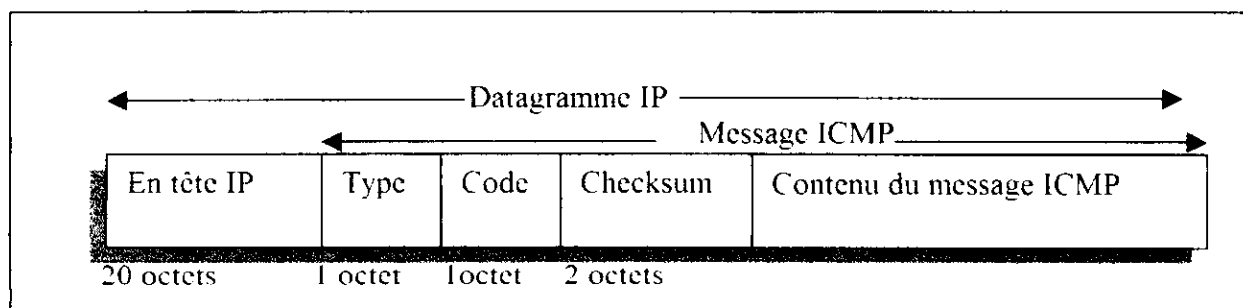 Datagramme IP
Message ICMP
En tête IP Type Code Checksum Contenu du message ICMP
20 octets 1 octet 1octet 2 octets